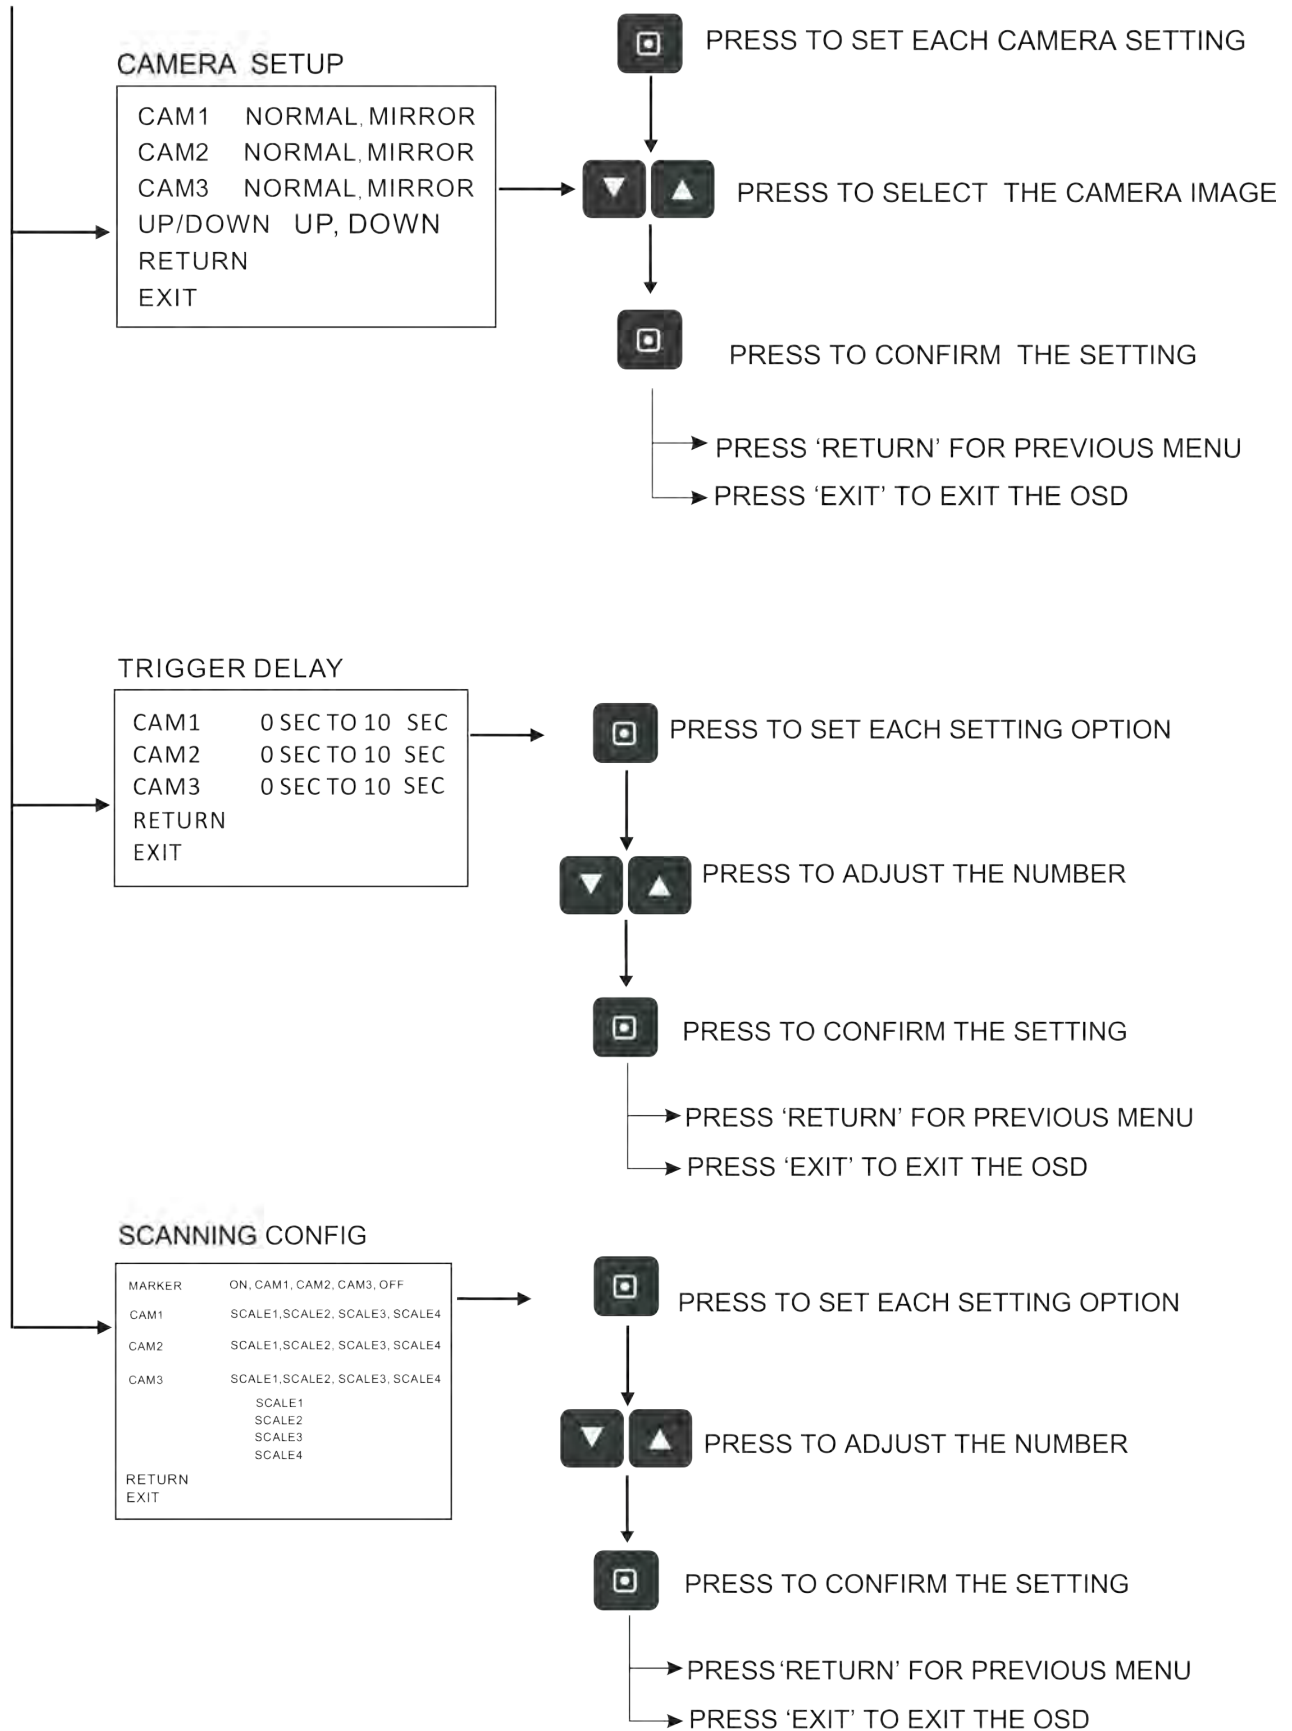 PRESS TO SET EACH CAMERA SETTING
CAMERA SETUP
CAM1 NORMAL, MIRROR
CAM2 NORMAL, MIRROR
CAM3 NORMAL, MIRROR
UP/DOWN UP, DOWN
RETURN
EXIT
PRESS TO SELECT THE CAMERA IMAGE
PRESS TO CONFIRM THE SETTING
PRESS ‘RETURN’ FOR PREVIOUS MENU
PRESS ‘EXIT’ TO EXIT THE OSD
TRIGGER DELAY
CAM1 0 SEC TO 10 SEC
CAM2 0 SEC TO 10 SEC
CAM3 0 SEC TO 10 SEC
RETURN
EXIT
PRESS TO SET EACH SETTING OPTION
PRESS TO ADJUST THE NUMBER
PRESS TO CONFIRM THE SETTING
PRESS ‘RETURN’ FOR PREVIOUS MENU
PRESS ‘EXIT’ TO EXIT THE OSD
SCANNING CONFIG
MARKER ON, CAM1, CAM2, CAM3, OFF
CAM1 SCALE1,SCALE2, SCALE3, SCALE4
CAM2 SCALE1,SCALE2, SCALE3, SCALE4
CAM3 SCALE1,SCALE2, SCALE3, SCALE4
SCALE1
SCALE2
SCALE3
SCALE4
RETURN
EXIT
PRESS TO SET EACH SETTING OPTION
PRESS TO ADJUST THE NUMBER
PRESS TO CONFIRM THE SETTING
PRESS ‘RETURN’ FOR PREVIOUS MENU
PRESS ‘EXIT’ TO EXIT THE OSD